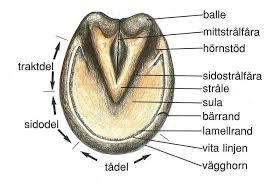 balle
mittstrålfåra
hörnstöd
traktdel
sidostrålfåra
stråle
sula
bärrand
sidodel
lamellrand
vita linjen
tådel
vägghorn